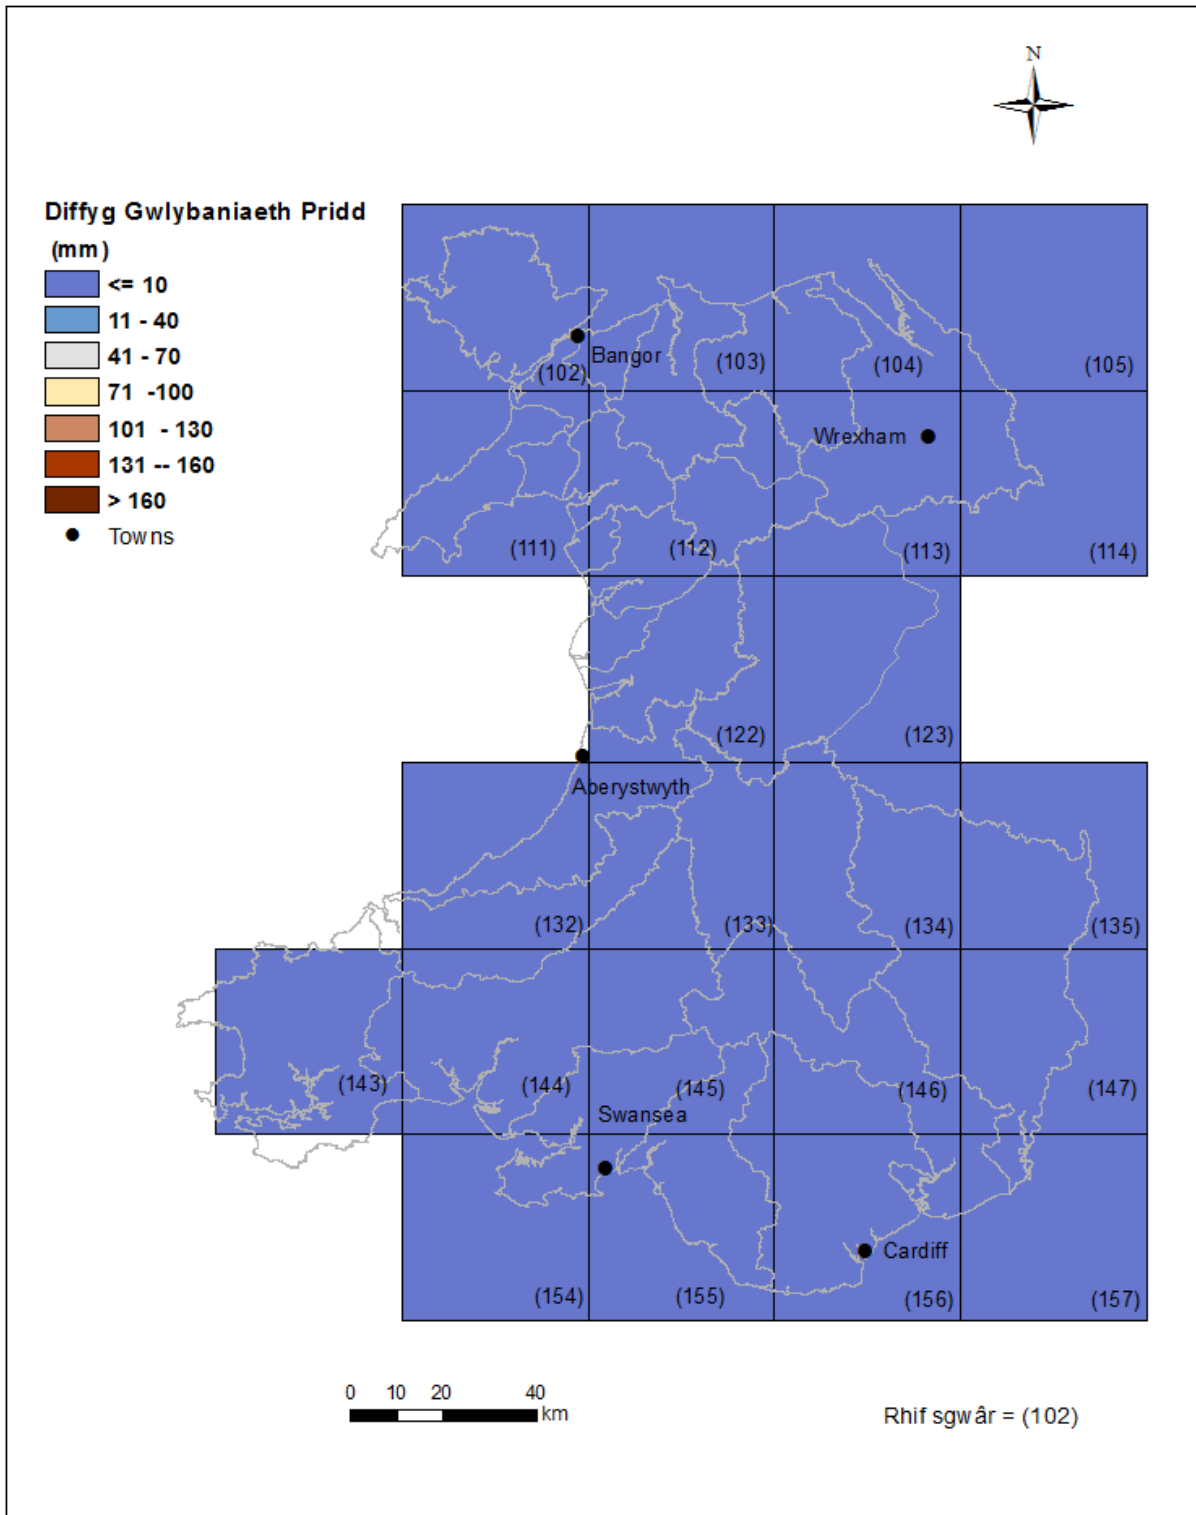 N
Diffyg Gwlybaniaeth Pridd
(mm)
<= 10
11 - 40
41 - 70
71 -100
101 - 130
131 -- 160
> 160
Towns
Bangor
(102)
(103)
(104)
(105)
Wrexham
(111)
(112)
(113)
(114)
(122)
(123)
Aberystwyth
(132)
(133)
(134)
(135)
(143)
(144)
(145)
(146)
(147)
Swansea
Cardiff
(154)
(155)
(156)
(157)
0 10 20 40
km
Rhif sgwâr = (102)